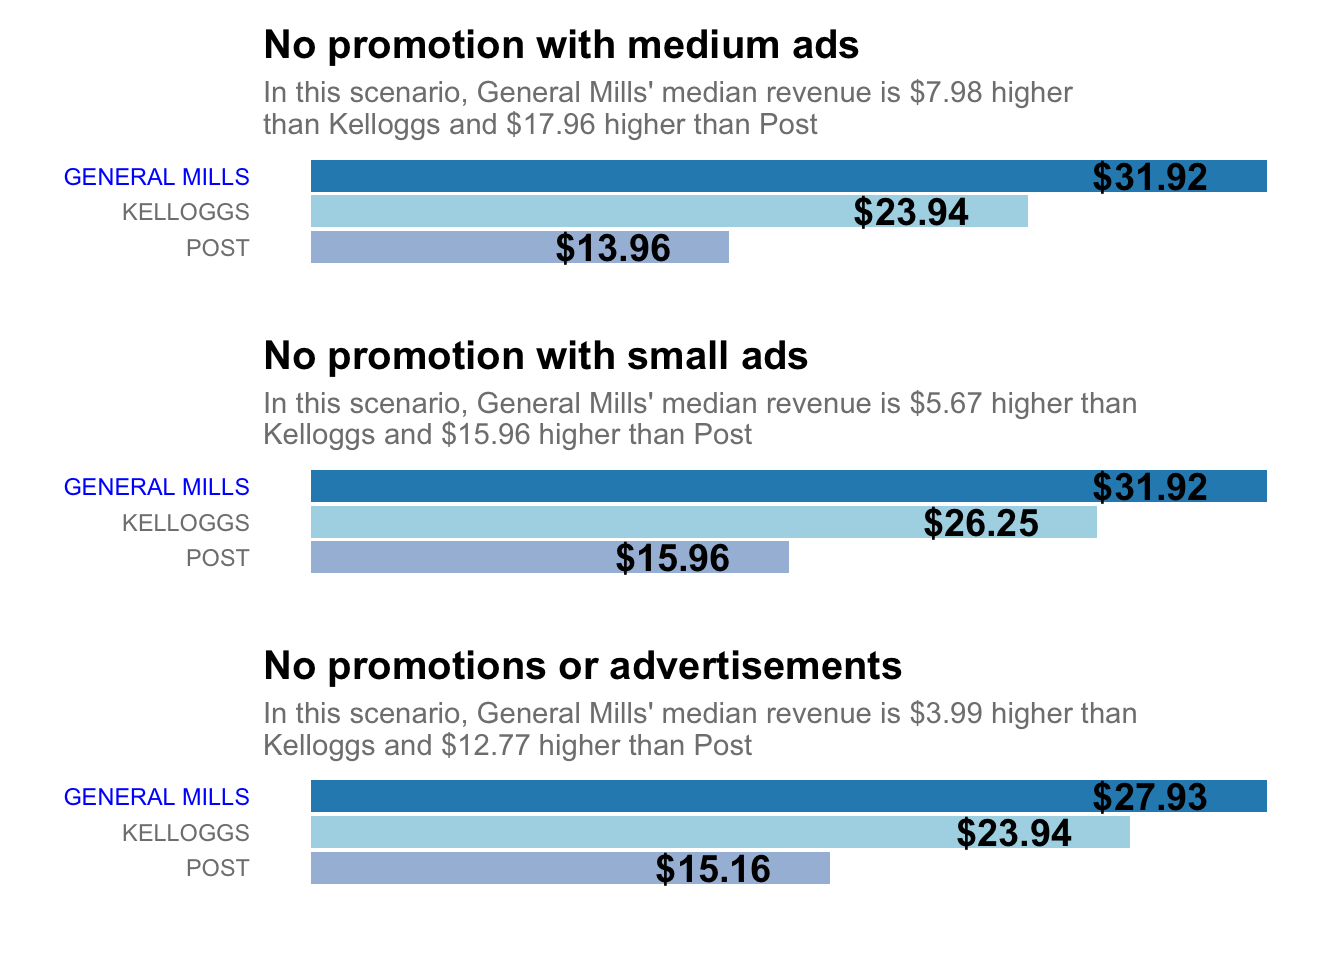 No promotion with medium ads
In this scenario, General Mills' median revenue is $7.98 higher
than Kelloggs and $17.96 higher than Post
GENERAL MILLS $31.92
KELLOGGS $23.94
POST $13.96
No promotion with small ads
In this scenario, General Mills' median revenue is $5.67 higher than
Kelloggs and $15.96 higher than Post
GENERAL MILLS $31.92
KELLOGGS $26.25
POST $15.96
No promotions or advertisements
In this scenario, General Mills' median revenue is $3.99 higher than
Kelloggs and $12.77 higher than Post
GENERAL MILLS $27.93
KELLOGGS $23.94
POST $15.16